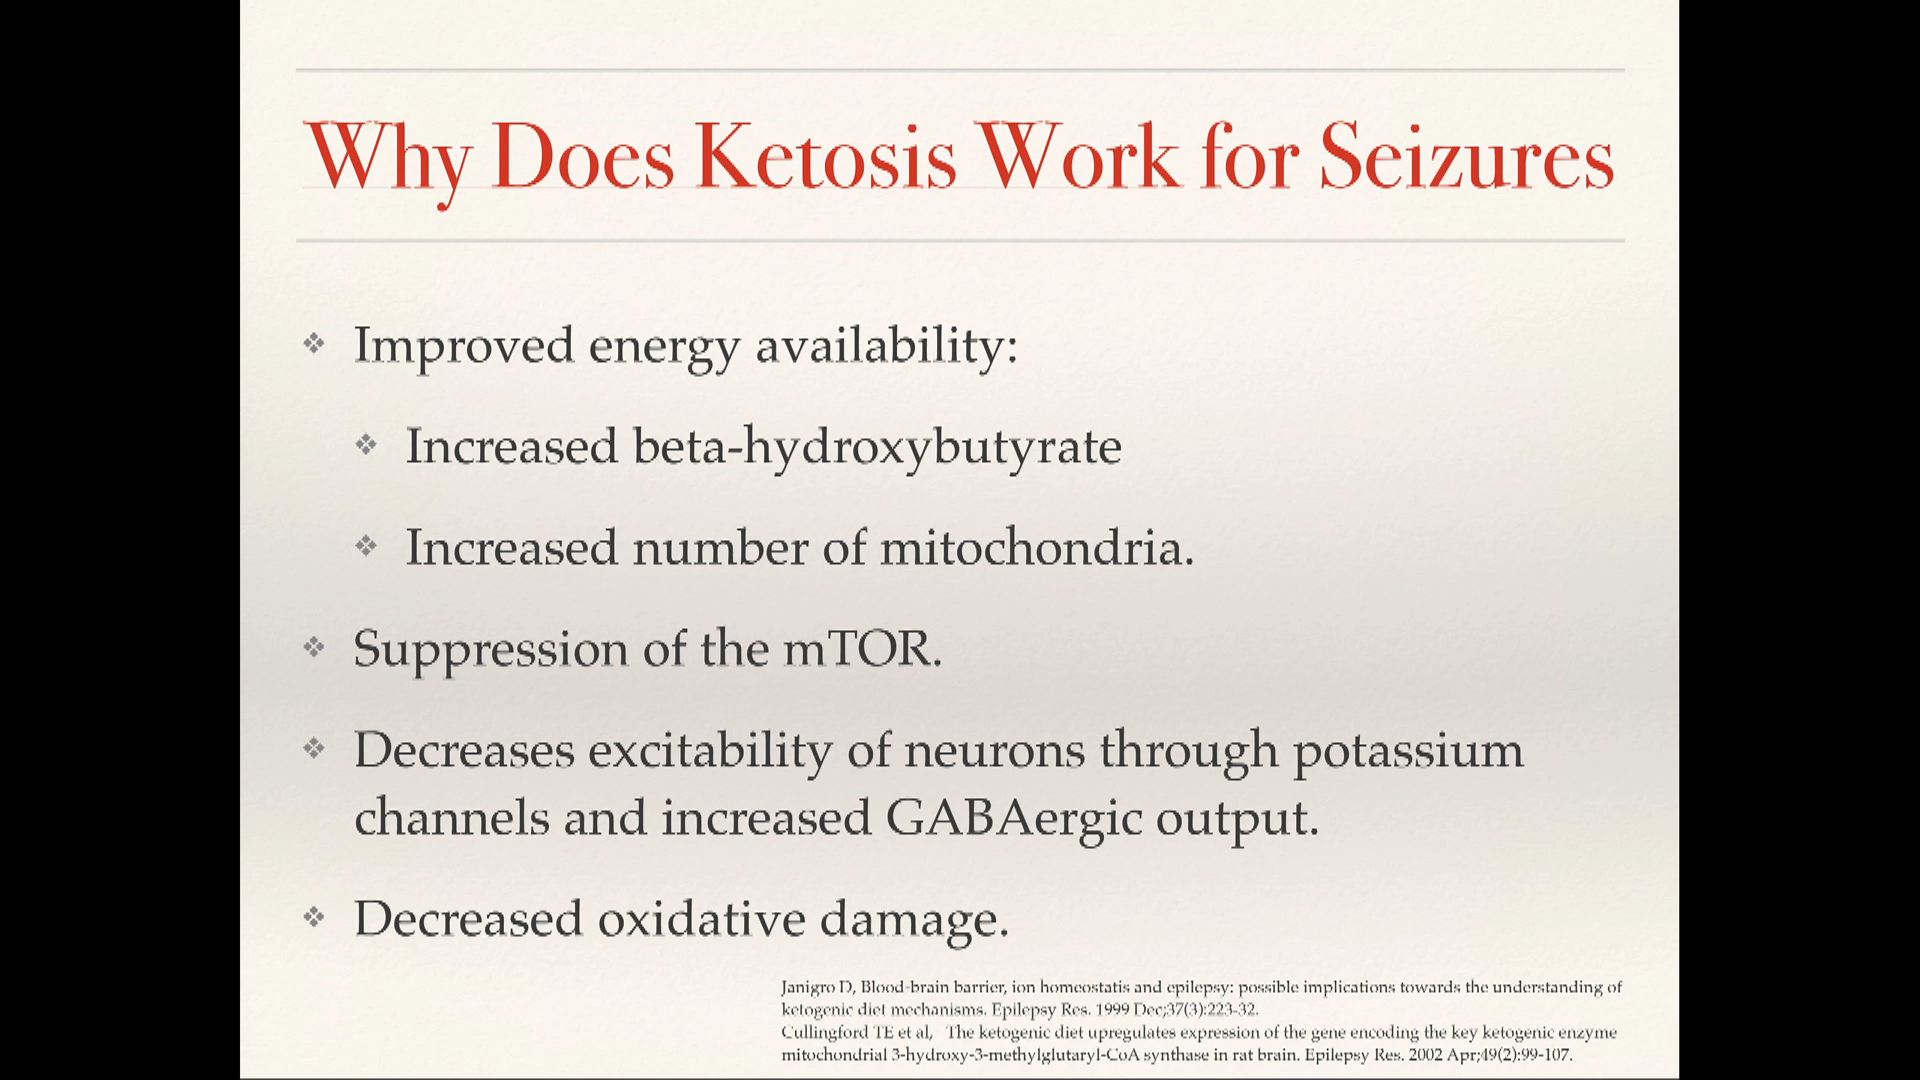 Why Does Ketosis Work for Seizures
❖ Improved energy availability:
❖ Increased beta-hydroxybutyrate
❖ Increased number of mitochondria.
❖ Suppression of the mTOR.
❖ Decreases excitability of neurons through potassium
channels and increased GABAergic output.
❖ Decreased oxidative damage.
Janigro D, Blood-brain barrier, ion homeostatis and epilepsy: possible implications towards the understanding of
ketogenic diet mechanisms. Epilepsy Res. 1999 Dec;37(3):223-32.
Cullingford TE et al, The ketogenic diet upregulates expression of the gene encoding the key ketogenic enzyme
mitochondrial 3-hydroxy-3-methylglutaryl-CoA synthase in rat brain. Epilepsy Res. 2002 Apr;49(2):99-107.